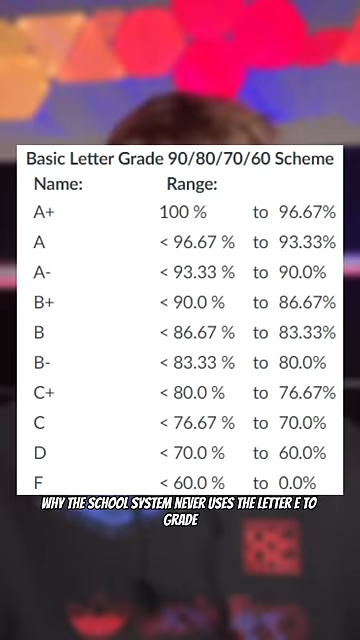 Basic Letter Grade 90/80/70/60 Scheme
Name: Range:
A+ 100 % to 96.67%
A < 96.67 % to 93.33%
A- < 93.33 % to 90.0%
B+ < 90.0 % to 86.67%
B < 86.67 % to 83.33%
B- < 83.33 % to 80.0%
C+ < 80.0 % to 76.67%
C < 76.67 % to 70.0%
D < 70.0 % to 60.0%
F < 60.0 % to 0.0%
WHY THE SCHOOL SYSTEM NEVER USES THE LETTER E TO
GRADE